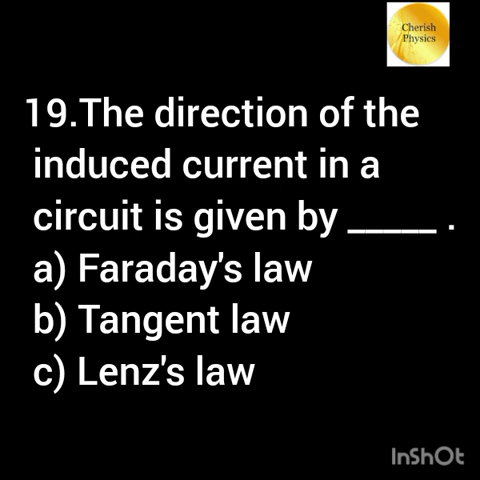 Cherish
Physics
19.The direction of the
induced current in a
circuit is given by _____ .
a) Faraday's law
b) Tangent law
c) Lenz's law
InShOt